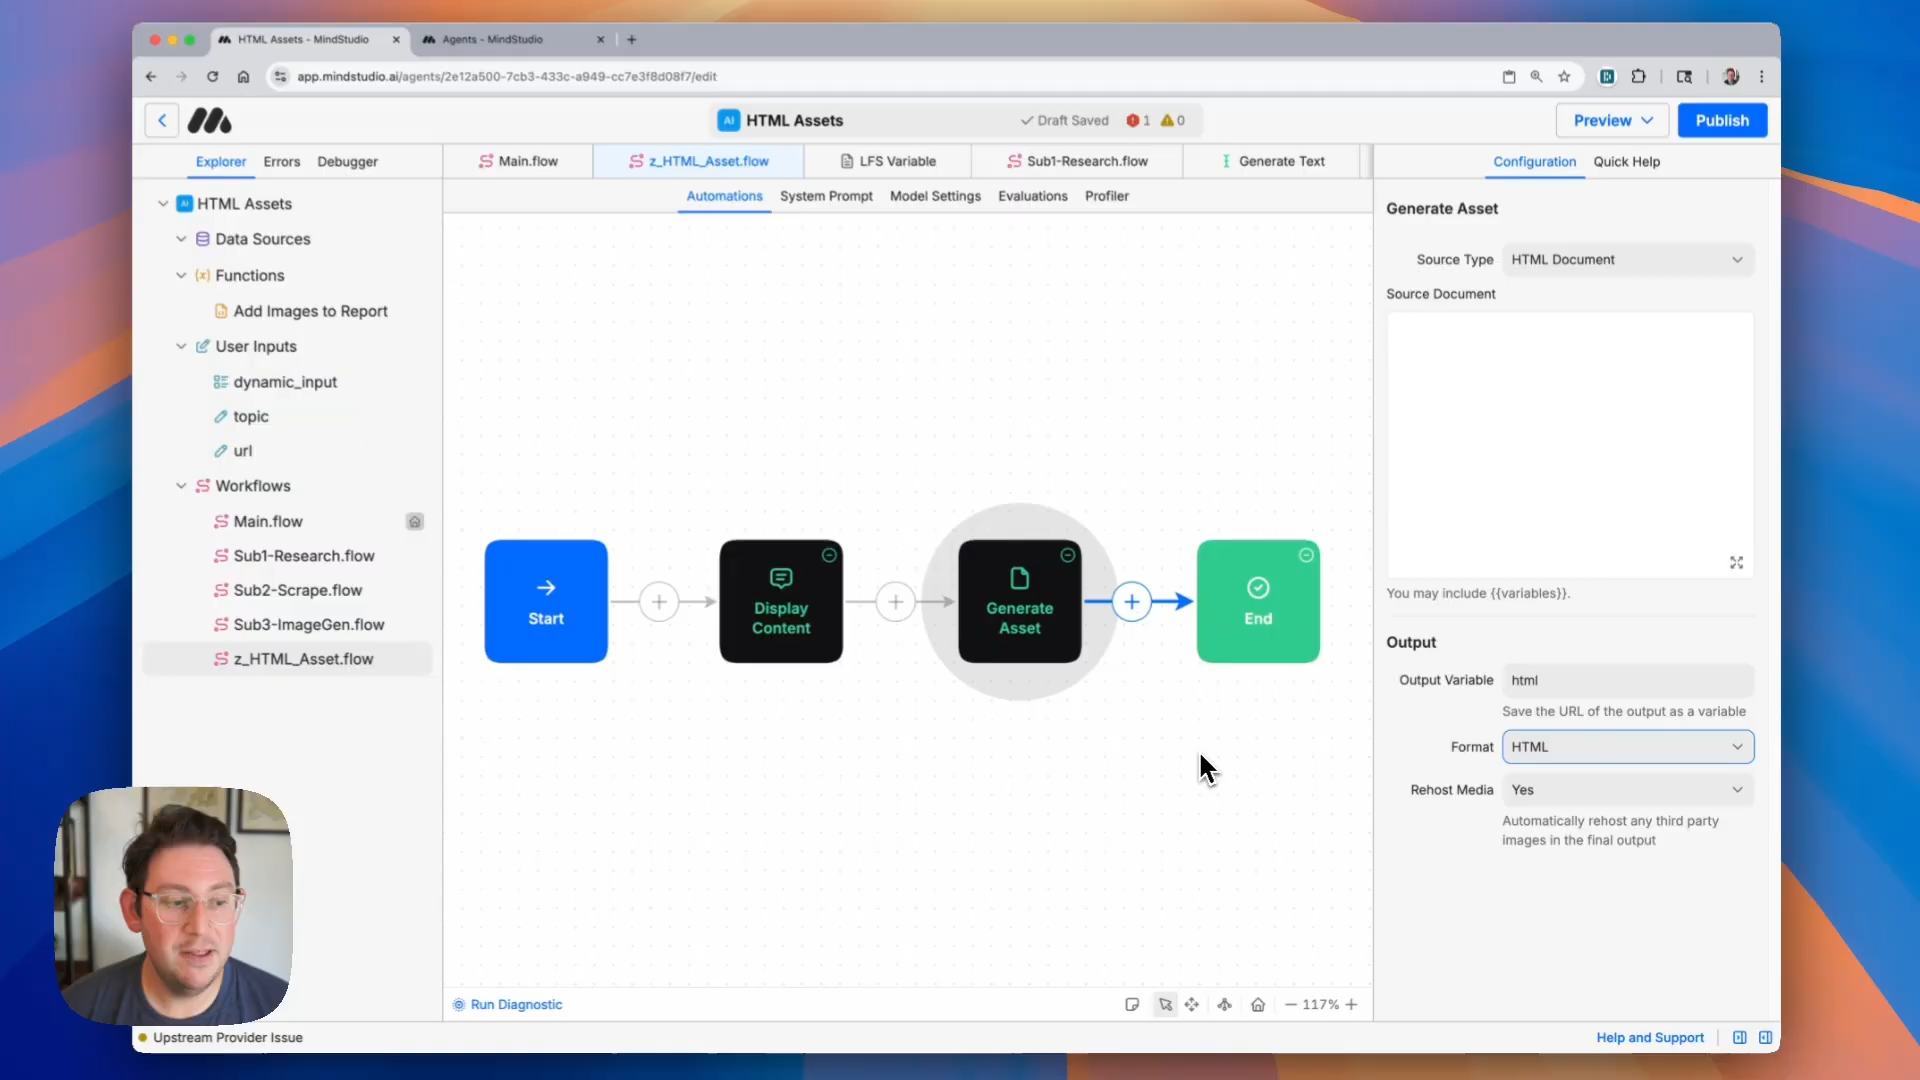 HTML Assets - MindStudio
Agents - MindStudio
app.mindstudio.ai/agents/2e12a500-7cb3-433c-a949-cc7e3f8d08f7/edit
AI HTML Assets
Draft Saved
1
0
Preview
Publish
Explorer
Errors
Debugger
Main.flow
z_HTML_Asset.flow
LFS Variable
Sub1-Research.flow
Generate Text
Configuration
Quick Help
Automations
System Prompt
Model Settings
Evaluations
Profiler
AI HTML Assets
Data Sources
Functions
Add Images to Report
User Inputs
dynamic_input
topic
url
Workflows
Main.flow
Sub1-Research.flow
Sub2-Scrape.flow
Sub3-ImageGen.flow
z_HTML_Asset.flow
Start
Display
Content
Generate
Asset
End
Generate Asset
Source Type
HTML Document
Source Document
You may include {{variables}}.
Output
Output Variable
html
Save the URL of the output as a variable
Format
HTML
Rehost Media
Yes
Automatically rehost any third party
images in the final output
Run Diagnostic
117%
Upstream Provider Issue
Help and Support